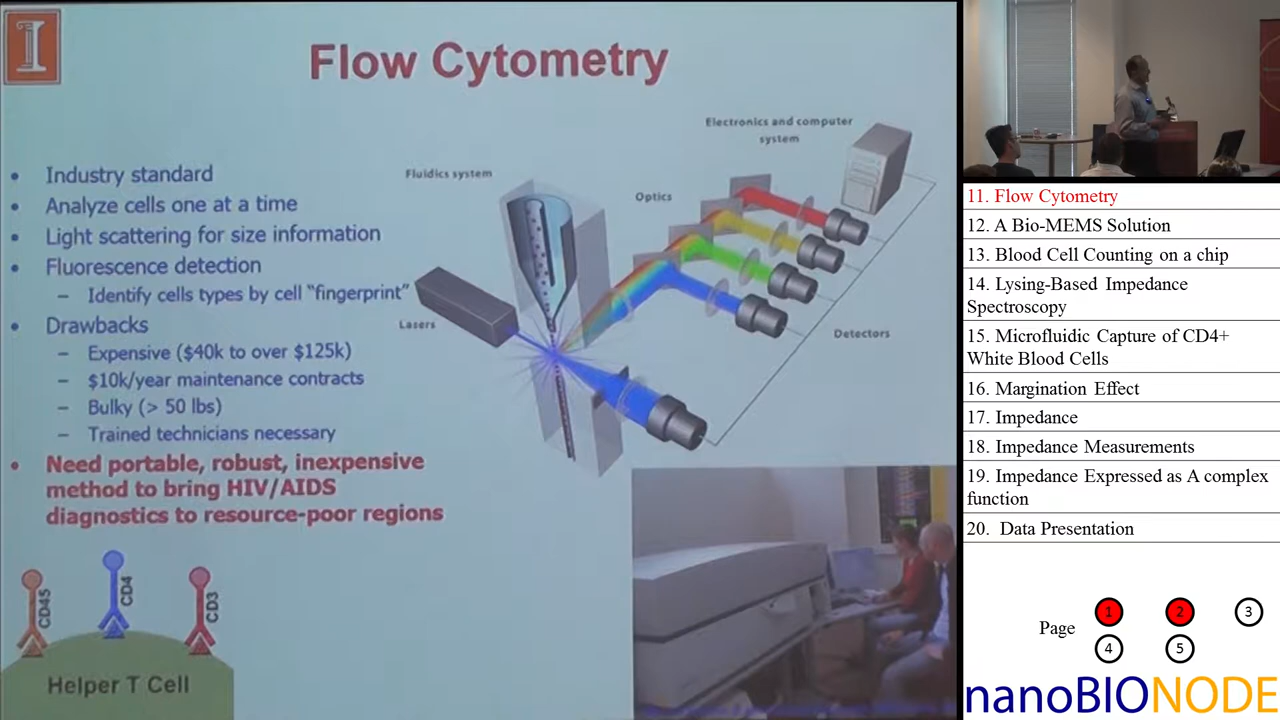 I
Flow Cytometry
• Industry standard
• Analyze cells one at a time
• Light scattering for size information
• Fluorescence detection
– Identify cells types by cell "fingerprint"
• Drawbacks
– Expensive ($40k to over $125k)
– $10k/year maintenance contracts
– Bulky (> 50 lbs)
– Trained technicians necessary
• Need portable, robust, inexpensive
method to bring HIV/AIDS
diagnostics to resource-poor regions
Fluidics system
Lasers
Optics
Electronics and computer
system
Detectors
CD45
CD4
CD3
Helper T Cell
11. Flow Cytometry
12. A Bio-MEMS Solution
13. Blood Cell Counting on a chip
14. Lysing-Based Impedance
Spectroscopy
15. Microfluidic Capture of CD4+
White Blood Cells
16. Margination Effect
17. Impedance
18. Impedance Measurements
19. Impedance Expressed as A complex
function
20. Data Presentation
Page
1 2 3
4 5
nanoBIONODE